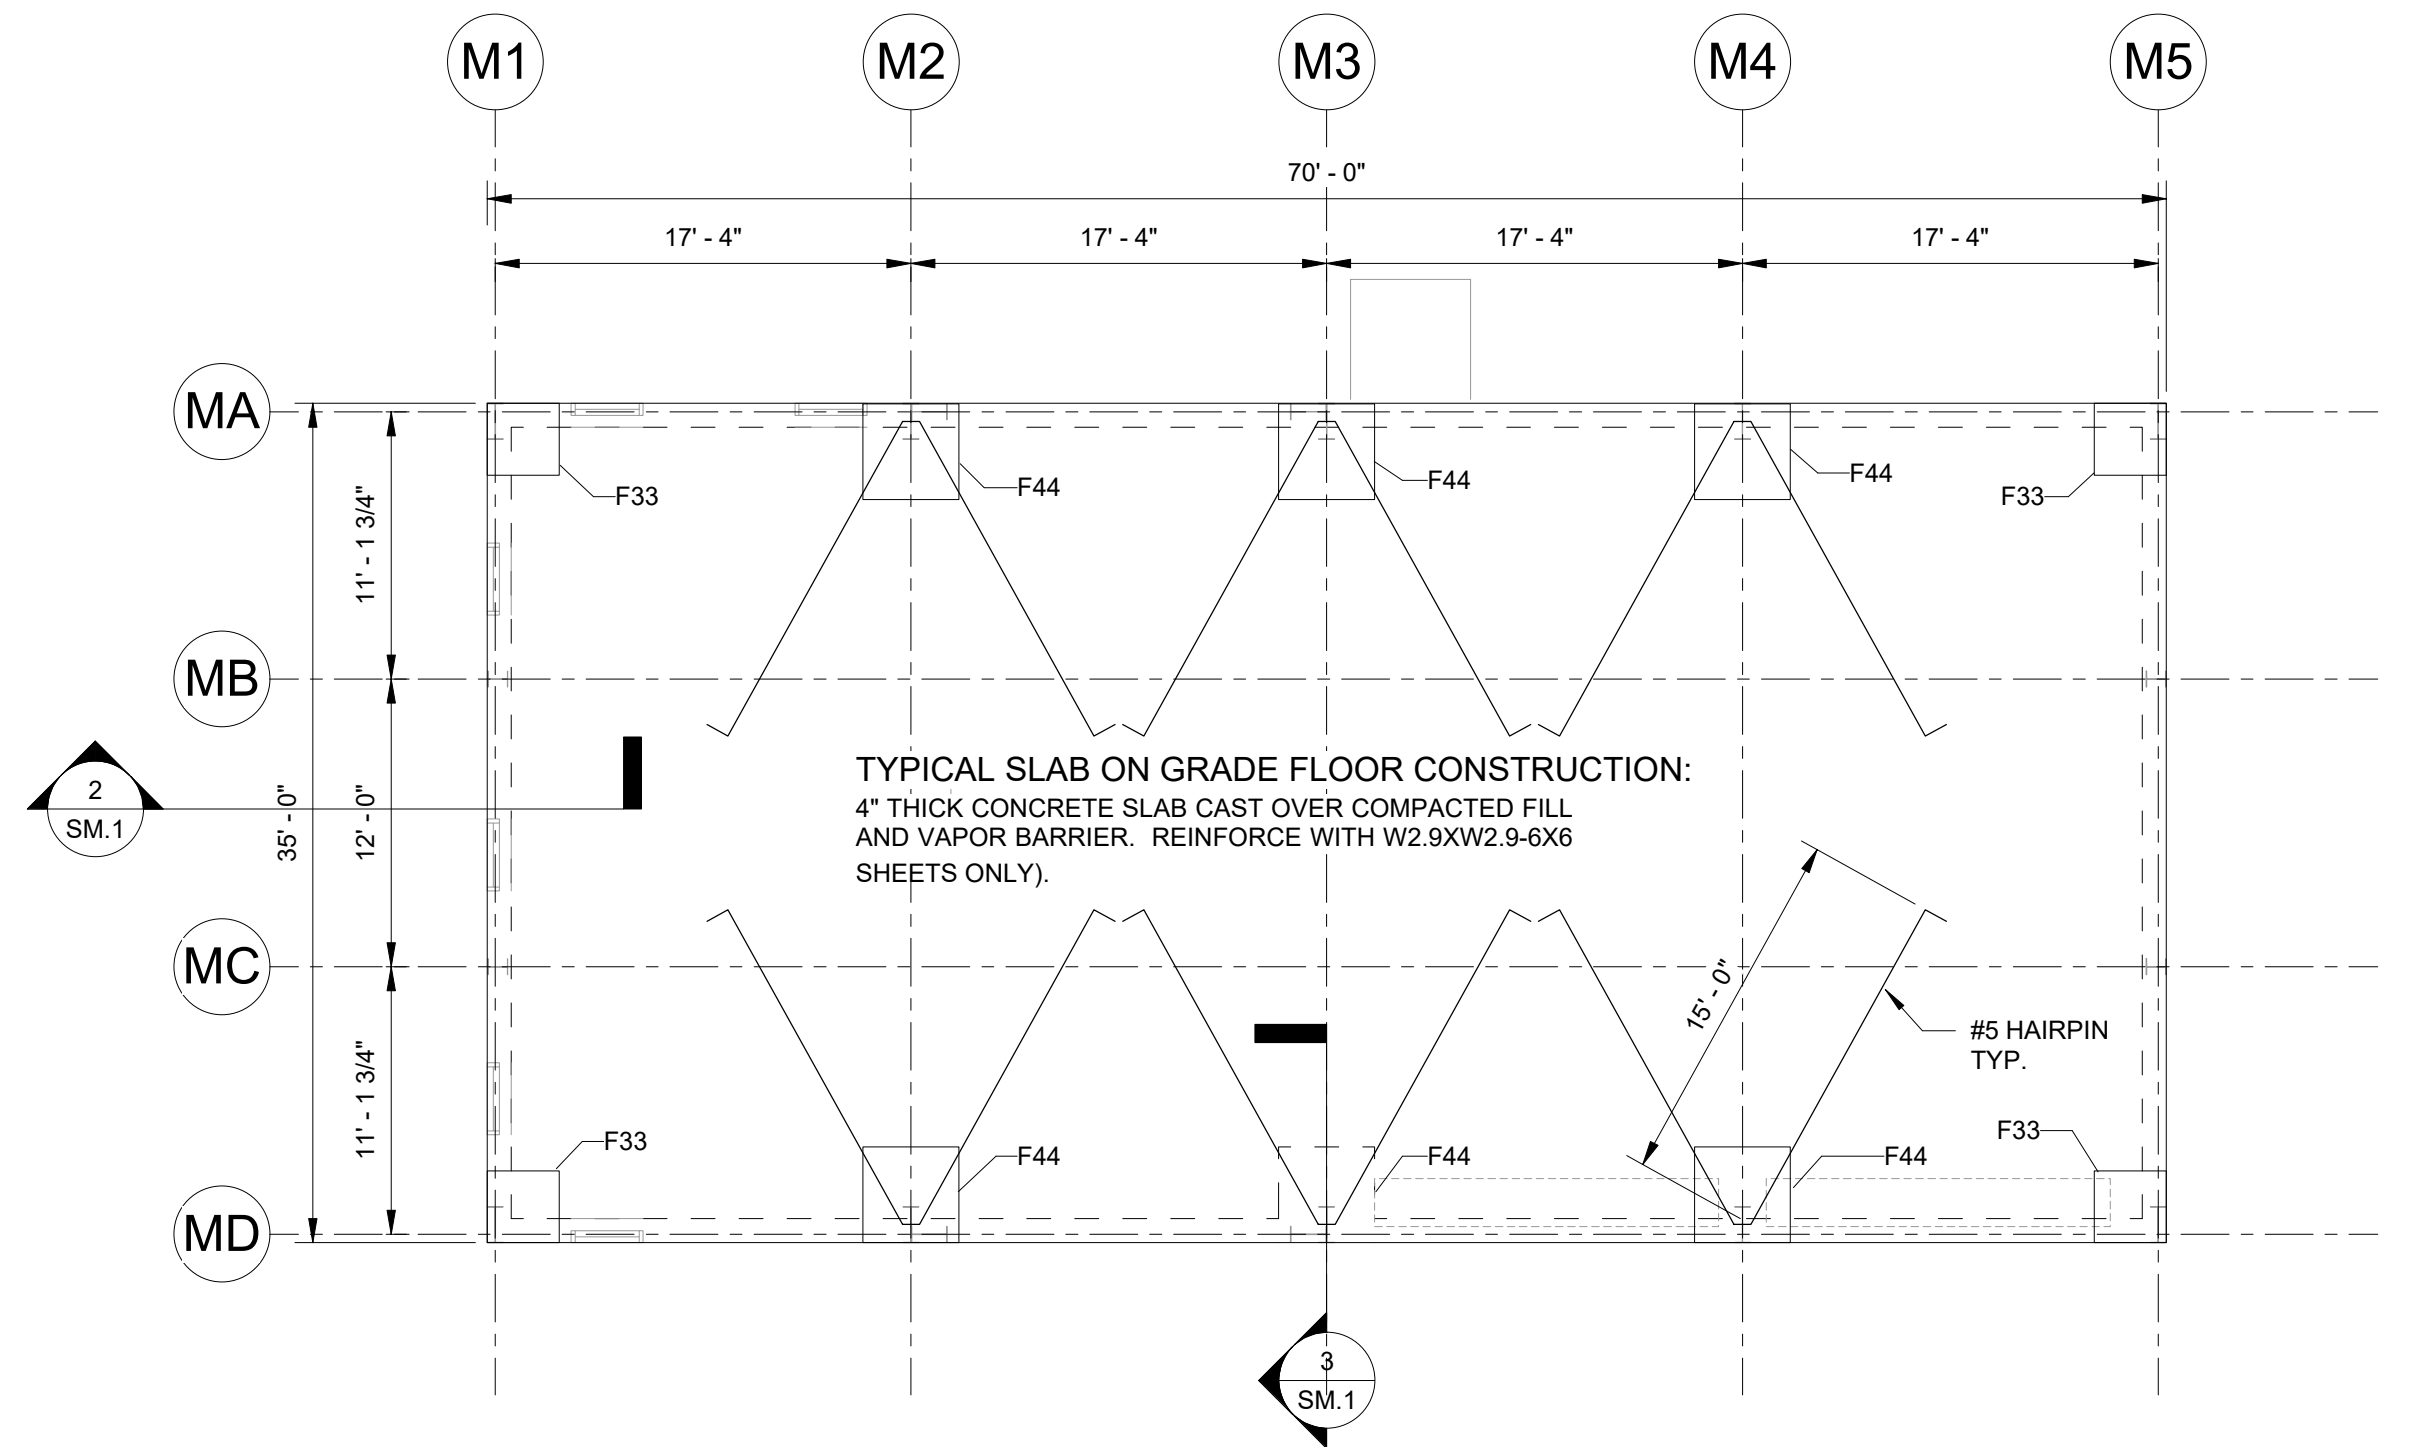 M1 M2 M3 M4 M5
70' - 0"
17' - 4" 17' - 4" 17' - 4" 17' - 4"
MA
F33 F44 F44 F44 F33
11' - 1 3/4"
MB
TYPICAL SLAB ON GRADE FLOOR CONSTRUCTION:
4" THICK CONCRETE SLAB CAST OVER COMPACTED FILL
AND VAPOR BARRIER. REINFORCE WITH W2.9XW2.9-6X6
SHEETS ONLY).
2
SM.1
35' - 0"
12' - 0"
MC
15' - 0"
#5 HAIRPIN
TYP.
11' - 1 3/4"
F33 F44 F44 F44 F33
MD
3
SM.1